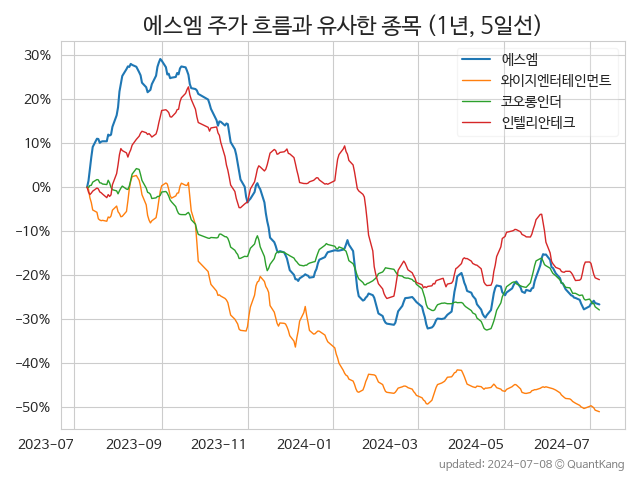 에스엠 주가 흐름과 유사한 종목 (1년, 5일선)
에스엠
와이지엔터테인먼트
코오롱인더
인텔리안테크
30%
20%
10%
0%
−10%
−20%
−30%
−40%
−50%
2023-07 2023-09 2023-11 2024-01 2024-03 2024-05 2024-07
updated: 2024-07-08 © QuantKang